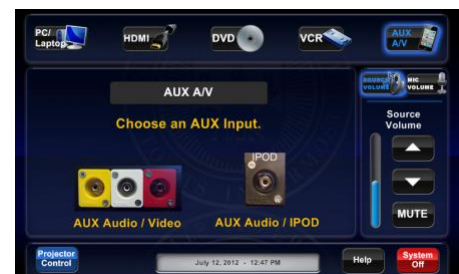 PC/
Laptop
HDMI
DVD
VCR
AUX
A/V
AUX A/V
Choose an AUX Input.
SOURCE
VOLUME
MIC
VOLUME
Source
Volume
IPOD
AUX Audio / Video
AUX Audio / IPOD
MUTE
Projector
Control
July 12, 2012 - 12:47 PM
Help
System
Off